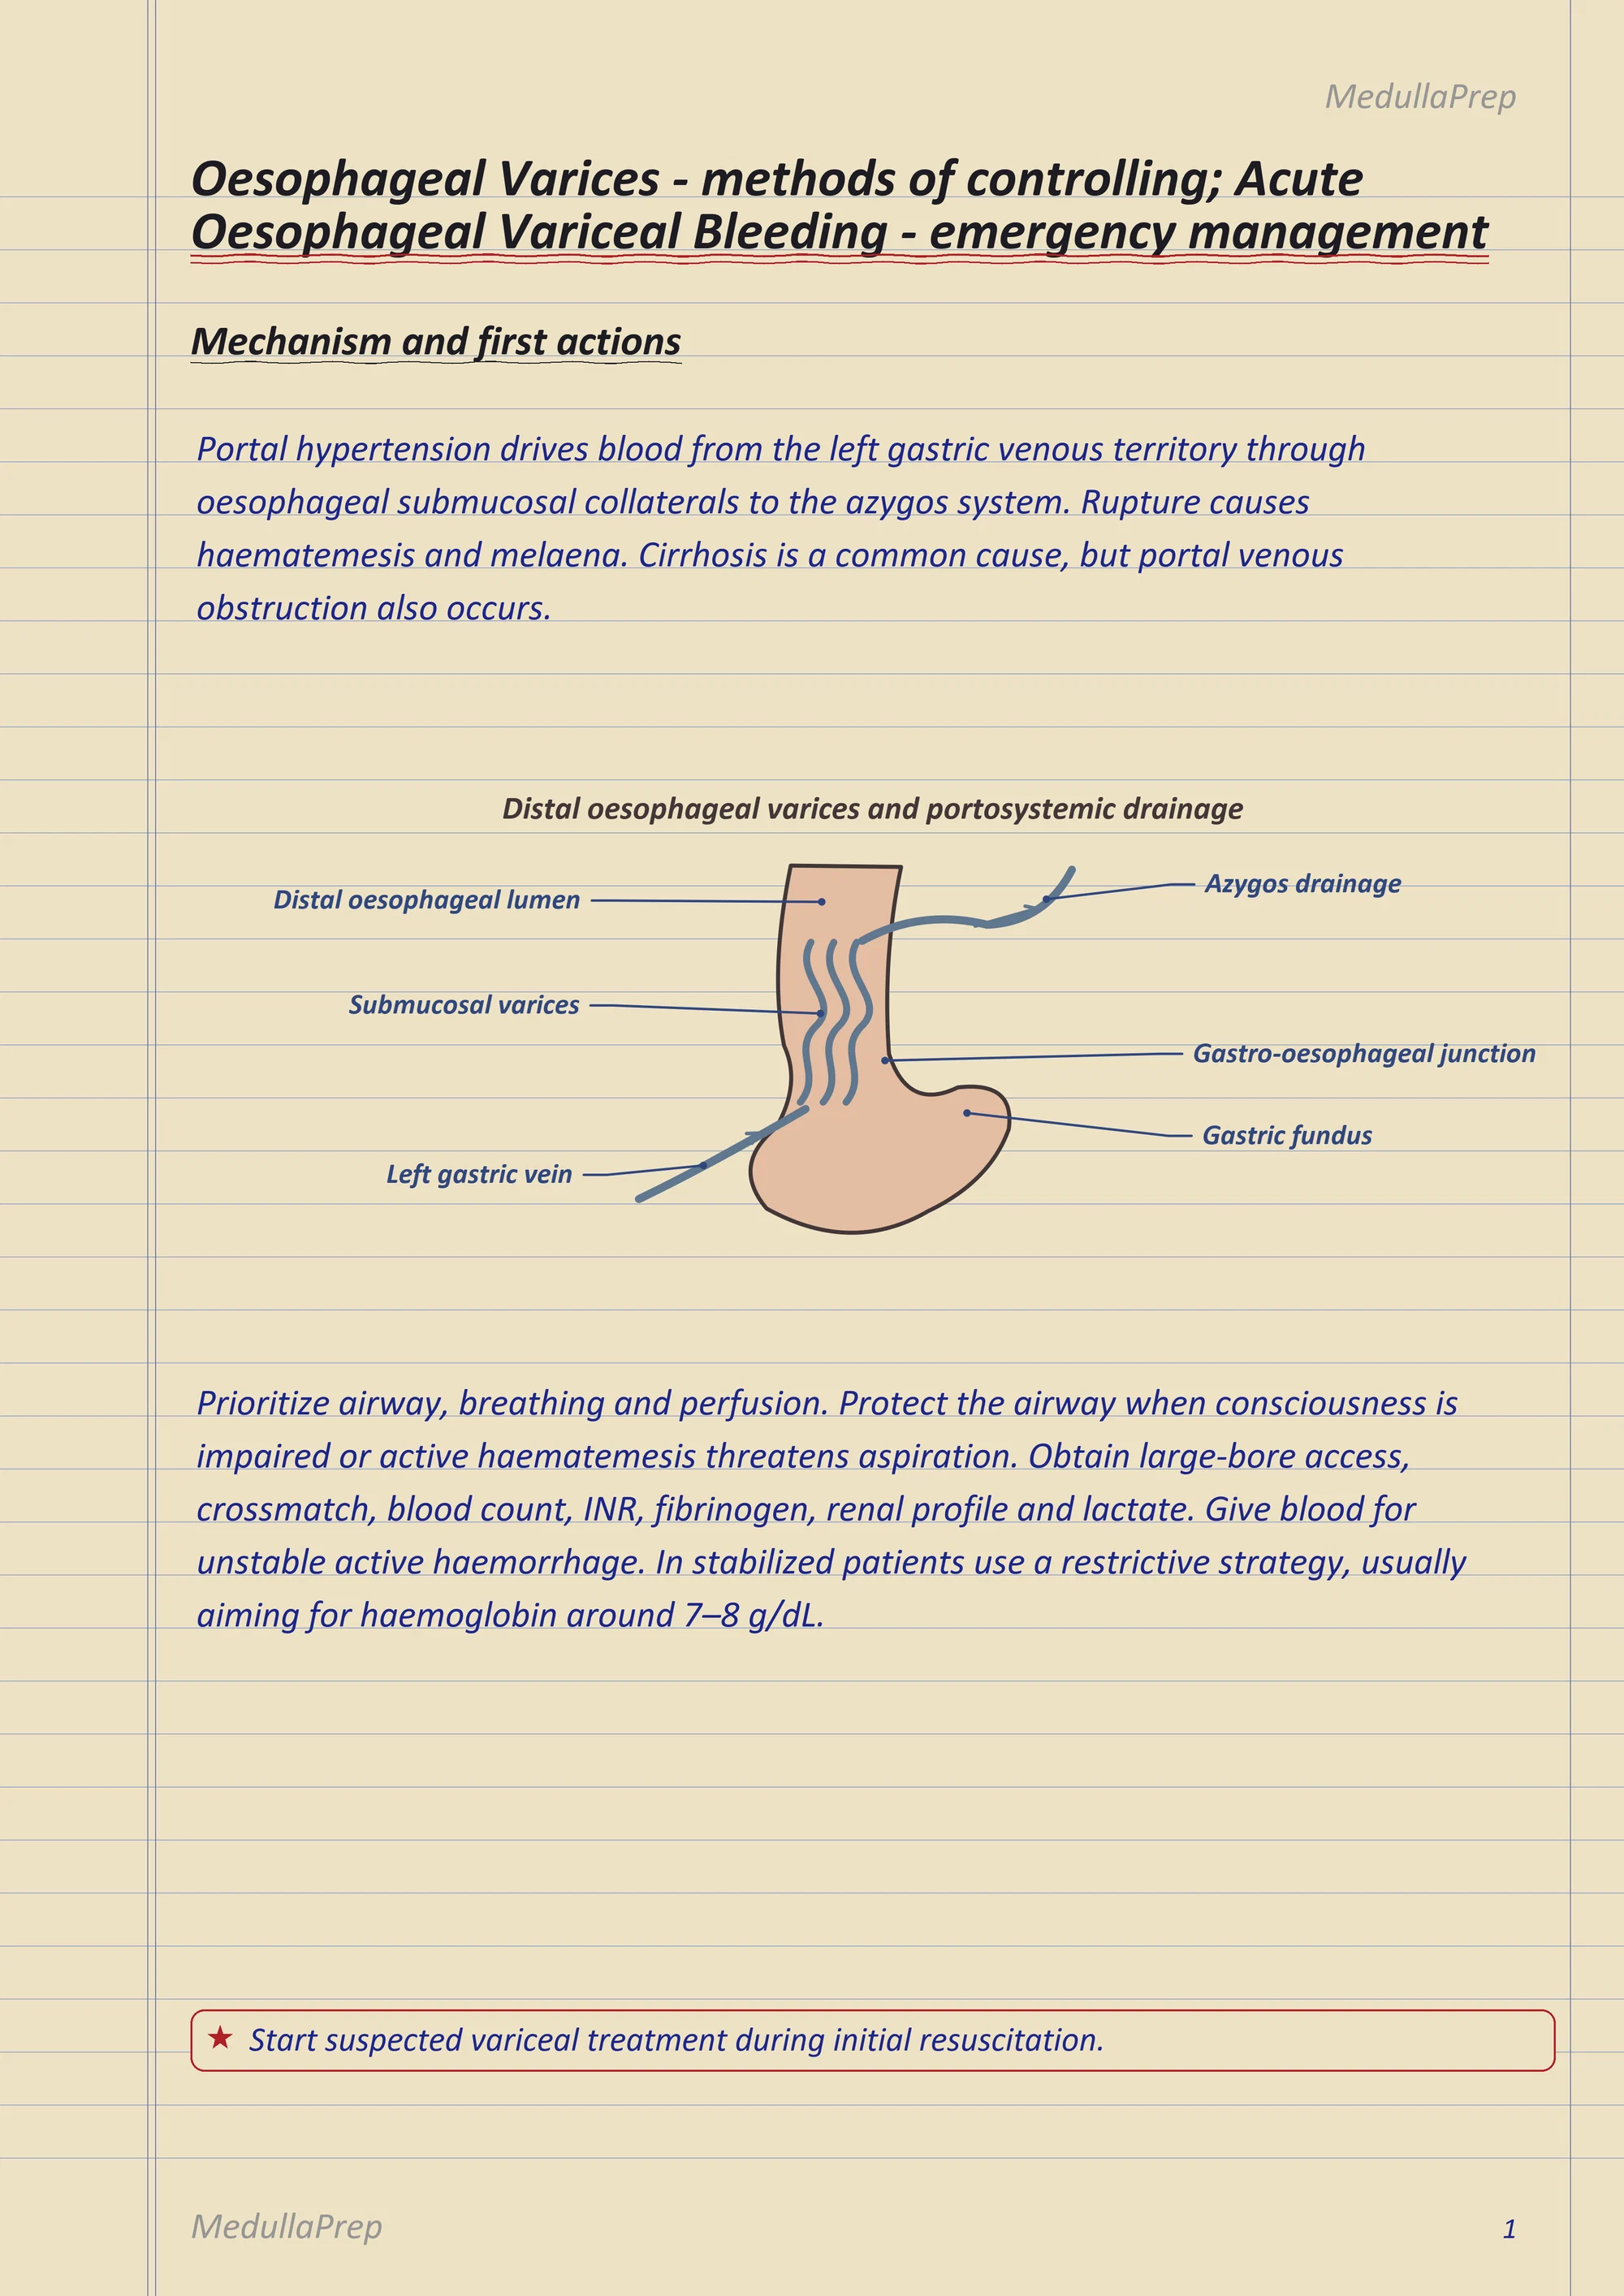 MedullaPrep
Oesophageal Varices - methods of controlling; Acute
Oesophageal Variceal Bleeding - emergency management
Mechanism and first actions
Portal hypertension drives blood from the left gastric venous territory through
oesophageal submucosal collaterals to the azygos system. Rupture causes
haematemesis and melaena. Cirrhosis is a common cause, but portal venous
obstruction also occurs.
Distal oesophageal varices and portosystemic drainage
Distal oesophageal lumen
Azygos drainage
Submucosal varices
Gastro-oesophageal junction
Gastric fundus
Left gastric vein
Prioritize airway, breathing and perfusion. Protect the airway when consciousness is
impaired or active haematemesis threatens aspiration. Obtain large-bore access,
crossmatch, blood count, INR, fibrinogen, renal profile and lactate. Give blood for
unstable active haemorrhage. In stabilized patients use a restrictive strategy, usually
aiming for haemoglobin around 7–8 g/dL.
★ Start suspected variceal treatment during initial resuscitation.
MedullaPrep
1